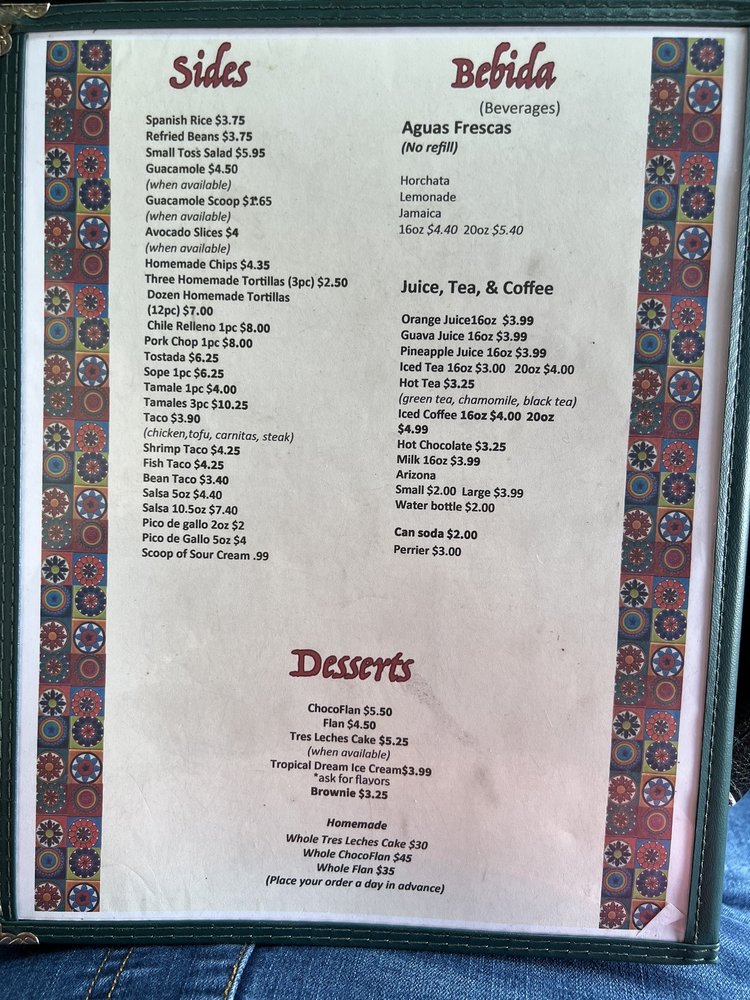 Sides
Spanish Rice $3.75
Refried Beans $3.75
Small Toss Salad $5.95
Guacamole $4.50
(when available)
Guacamole Scoop $1.65
(when available)
Avocado Slices $4
(when available)
Homemade Chips $4.35
Three Homemade Tortillas (3pc) $2.50
Dozen Homemade Tortillas
(12pc) $7.00
Chile Relleno 1pc $8.00
Pork Chop 1pc $8.00
Tostada $6.25
Sope 1pc $6.25
Tamale 1pc $4.00
Tamales 3pc $10.25
Taco $3.90
(chicken,tofu, carnitas, steak)
Shrimp Taco $4.25
Fish Taco $4.25
Bean Taco $3.40
Salsa 5oz $4.40
Salsa 10.5oz $7.40
Pico de gallo 2oz $2
Pico de Gallo 5oz $4
Scoop of Sour Cream .99
Bebida
(Beverages)
Aguas Frescas
(No refill)
Horchata
Lemonade
Jamaica
16oz $4.40 20oz $5.40
Juice, Tea, & Coffee
Orange Juice16oz $3.99
Guava Juice 16oz $3.99
Pineapple Juice 16oz $3.99
Iced Tea 16oz $3.00 20oz $4.00
Hot Tea $3.25
(green tea, chamomile, black tea)
Iced Coffee 16oz $4.00 20oz
$4.99
Hot Chocolate $3.25
Milk 16oz $3.99
Arizona
Small $2.00 Large $3.99
Water bottle $2.00
Can soda $2.00
Perrier $3.00
Desserts
ChocoFlan $5.50
Flan $4.50
Tres Leches Cake $5.25
(when available)
Tropical Dream Ice Cream$3.99
*ask for flavors
Brownie $3.25
Homemade
Whole Tres Leches Cake $30
Whole ChocoFlan $45
Whole Flan $35
(Place your order a day in advance)